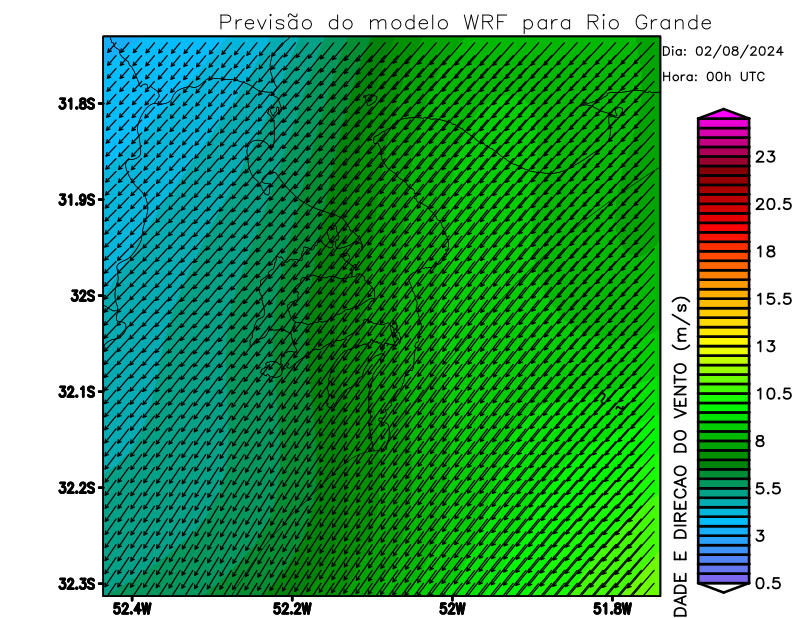 Previsão do modelo WRF para Rio Grande
Dia: 02/08/2024
Hora: 00h UTC
31.8S
31.9S
32S
32.1S
32.2S
32.3S
52.4W
52.2W
52W
51.8W
DADE E DIRECAO DO VENTO (m/s)
23
20.5
18
15.5
13
10.5
8
5.5
3
0.5